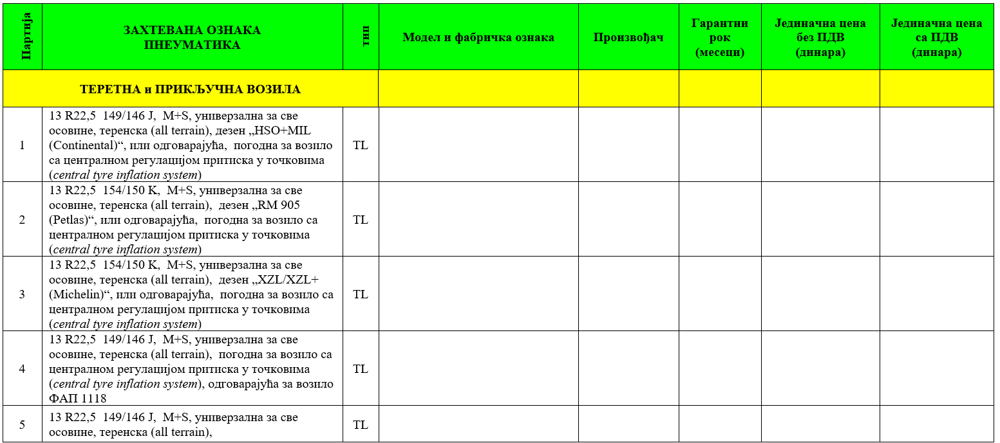 Партија
ЗАХТЕВАНА ОЗНАКА
ПНЕУМАТИКА
тип
Модел и фабричка ознака
Произвођач
Гарантни
рок
(месеци)
Јединачна цена
без ПДВ
(динара)
Јединачна цена
са ПДВ
(динара)
ТЕРЕТНА и ПРИКЉУЧНА ВОЗИЛА
1
13 R22,5  149/146 J,  M+S, универзална за све
осовине, теренска (all terrain), дезен „HSO+MIL
(Continental)“, или одговарајућа,  погодна за возило
са централном регулацијом притиска у точковима
(central tyre inflation system)
TL
2
13 R22,5  154/150 K,  M+S, универзална за све
осовине, теренска (all terrain),  дезен „RM 905
(Petlas)“, или одговарајућа,  погодна за возило са
централном регулацијом притиска у точковима
(central tyre inflation system)
TL
3
13 R22,5  154/150 K,  M+S, универзална за све
осовине, теренска (all terrain),  дезен „XZL/XZL+
(Michelin)“, или одговарајућа,  погодна за возило са
централном регулацијом притиска у точковима
(central tyre inflation system)
TL
4
13 R22,5  149/146 J,  M+S, универзална за све
осовине, теренска (all terrain),  погодна за возило са
централном регулацијом притиска у точковима
(central tyre inflation system), одговарајућа за возило
ФАП 1118
TL
5
13 R22,5  149/146 J,  M+S, универзална за све
осовине, теренска (all terrain),
TL